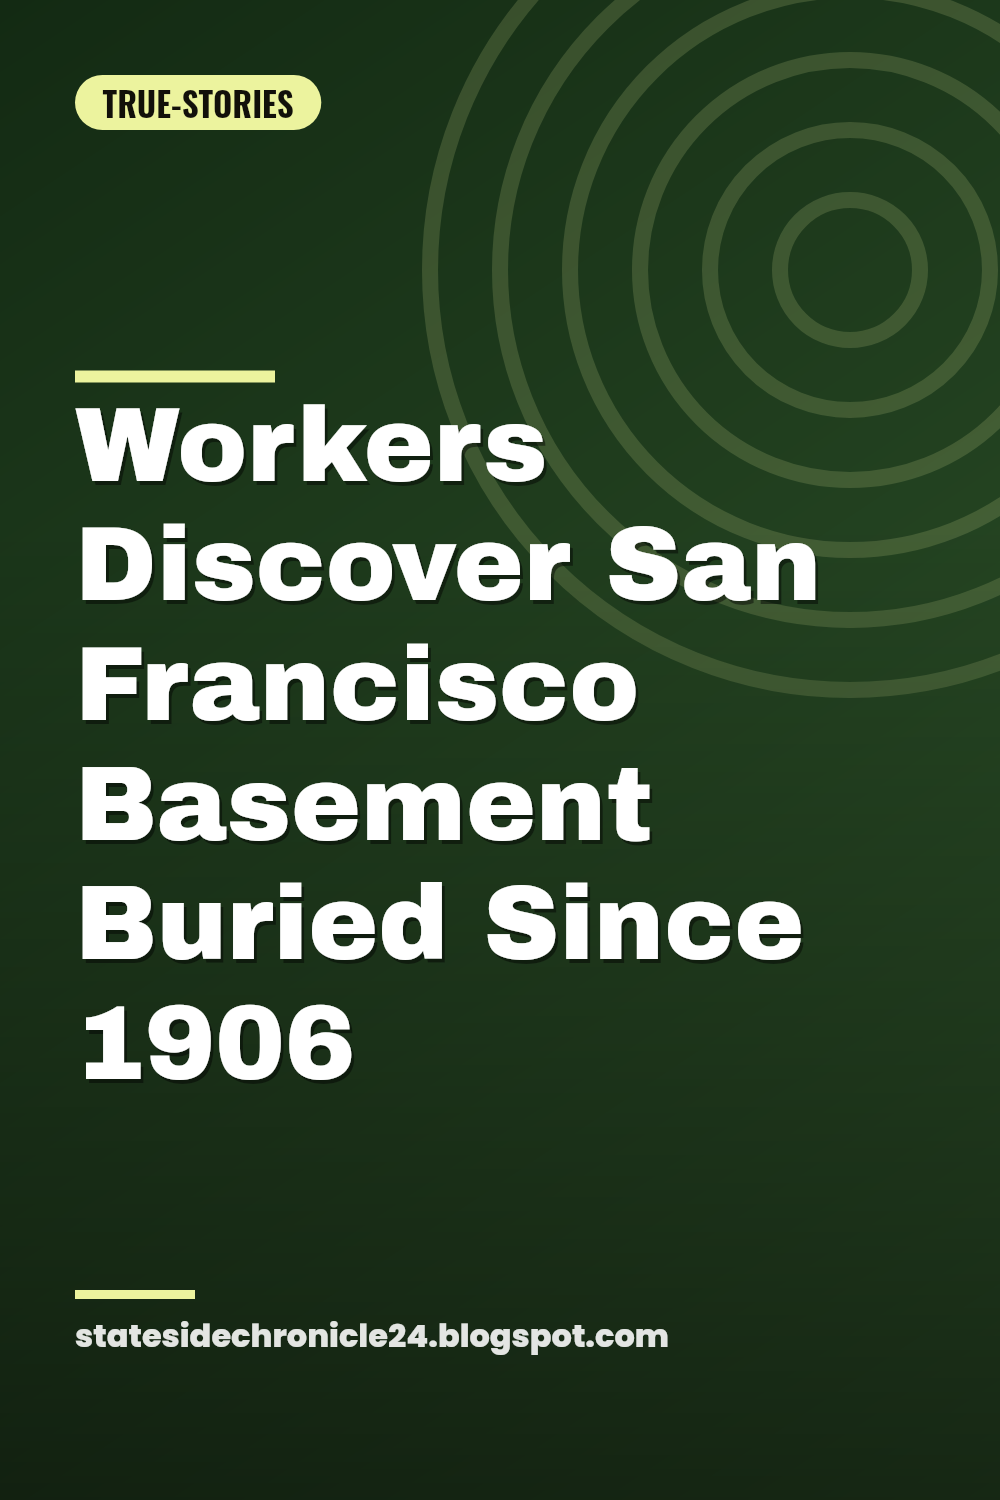 TRUE-STORIES
Workers
Discover San
Francisco
Basement
Buried Since
1906
statesidechronicle24.blogspot.com